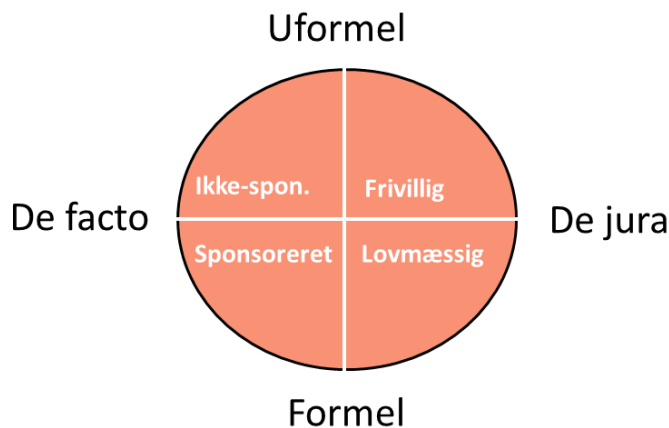 Uformel
Ikke-spon.
Frivillig
De facto
De jura
Sponsoreret
Lovmæssig
Formel